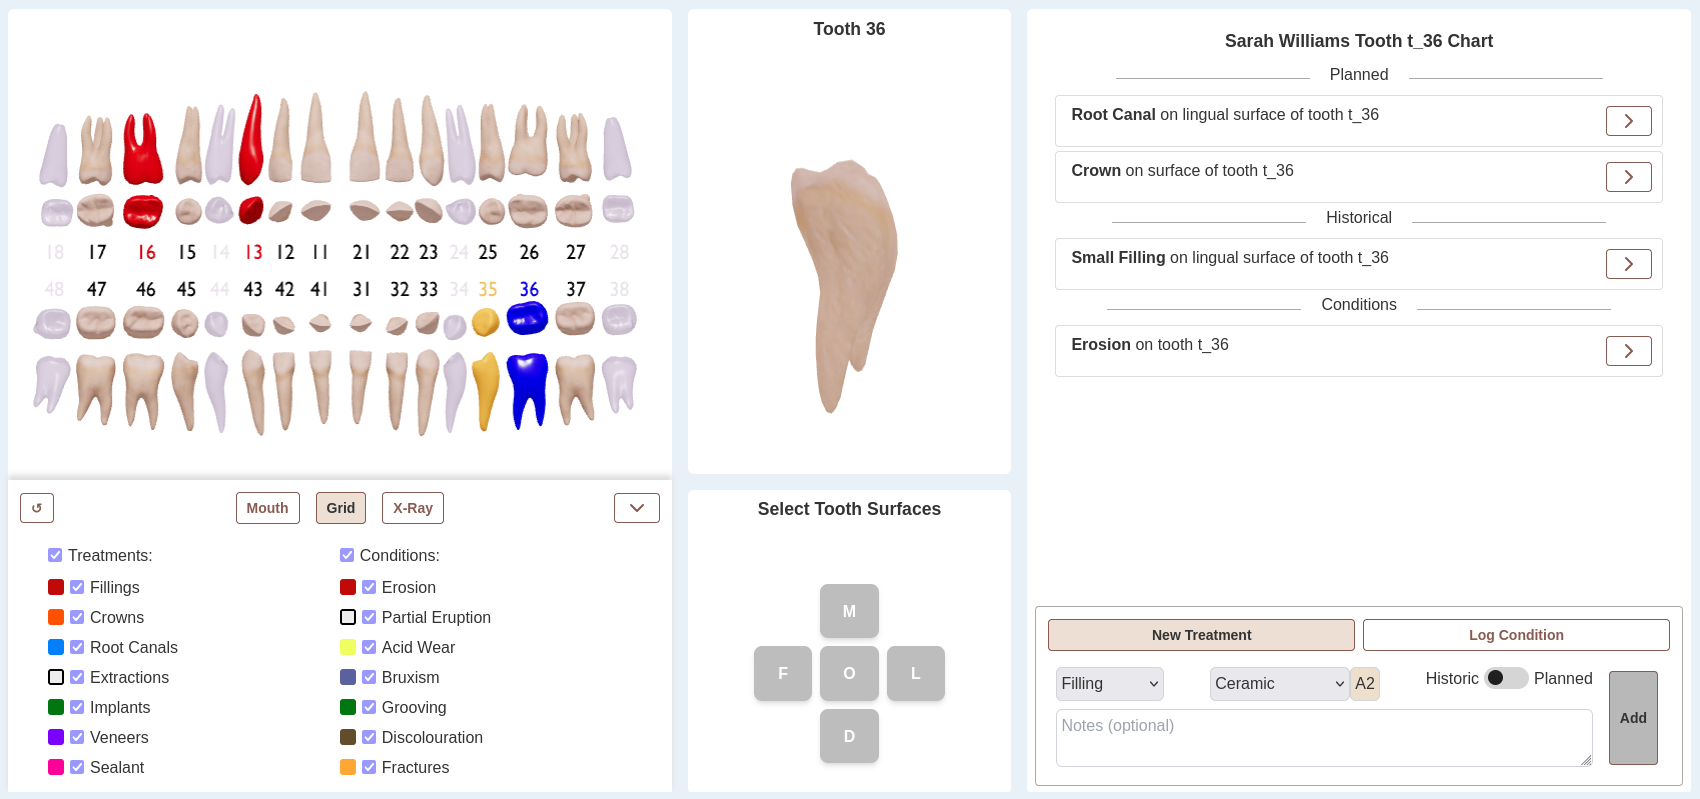 18 17 16 15 14 13 12 11 21 22 23 24 25 26 27 28
48 47 46 45 44 43 42 41 31 32 33 34 35 36 37 38
↺ Mouth Grid X-Ray
Treatments:
Fillings
Crowns
Root Canals
Extractions
Implants
Veneers
Sealant
Conditions:
Erosion
Partial Eruption
Acid Wear
Bruxism
Grooving
Discolouration
Fractures
Tooth 36
Select Tooth Surfaces
M
F O L
D
Sarah Williams Tooth t_36 Chart
Planned
Root Canal on lingual surface of tooth t_36
Crown on surface of tooth t_36
Historical
Small Filling on lingual surface of tooth t_36
Conditions
Erosion on tooth t_36
New Treatment Log Condition
Filling Ceramic A2 Historic Planned
Notes (optional)
Add